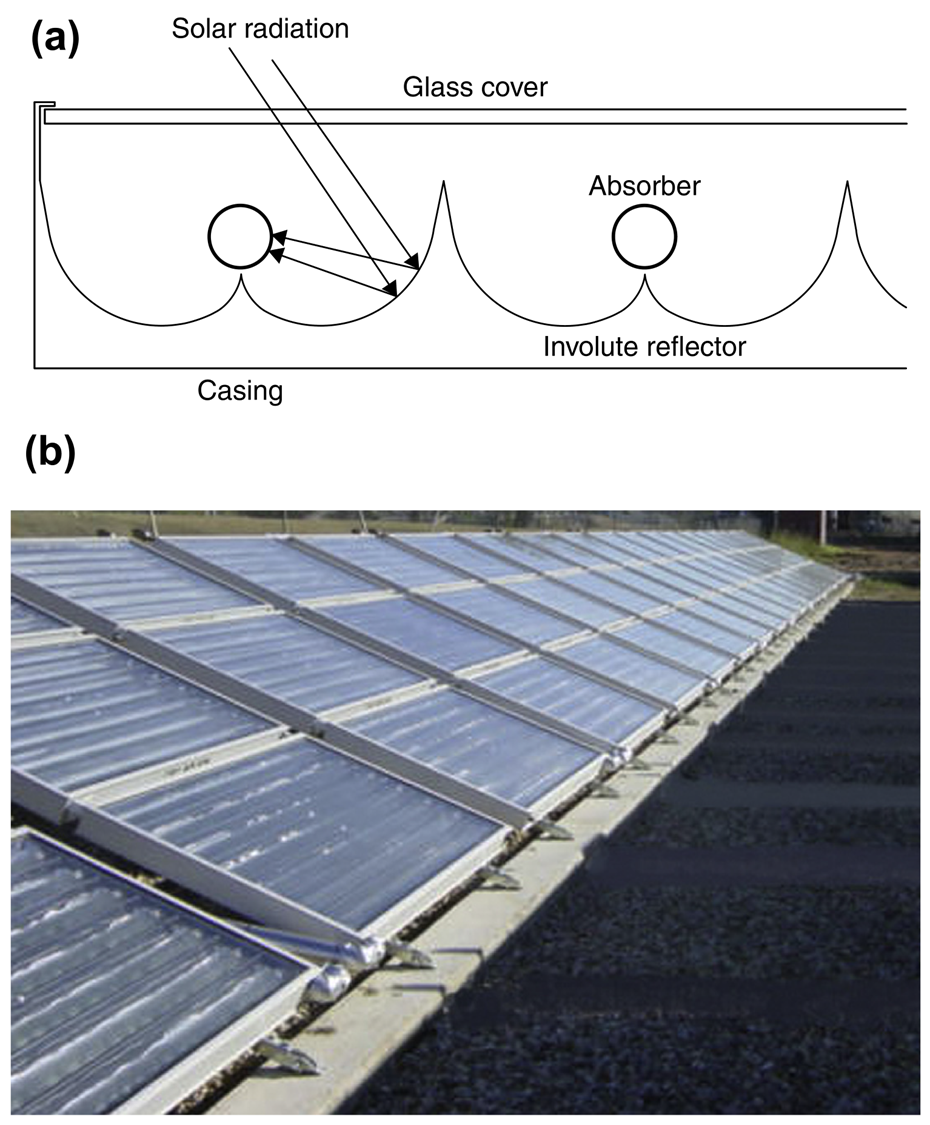 (a)
Solar radiation
Glass cover
Absorber
Involute reflector
Casing
(b)